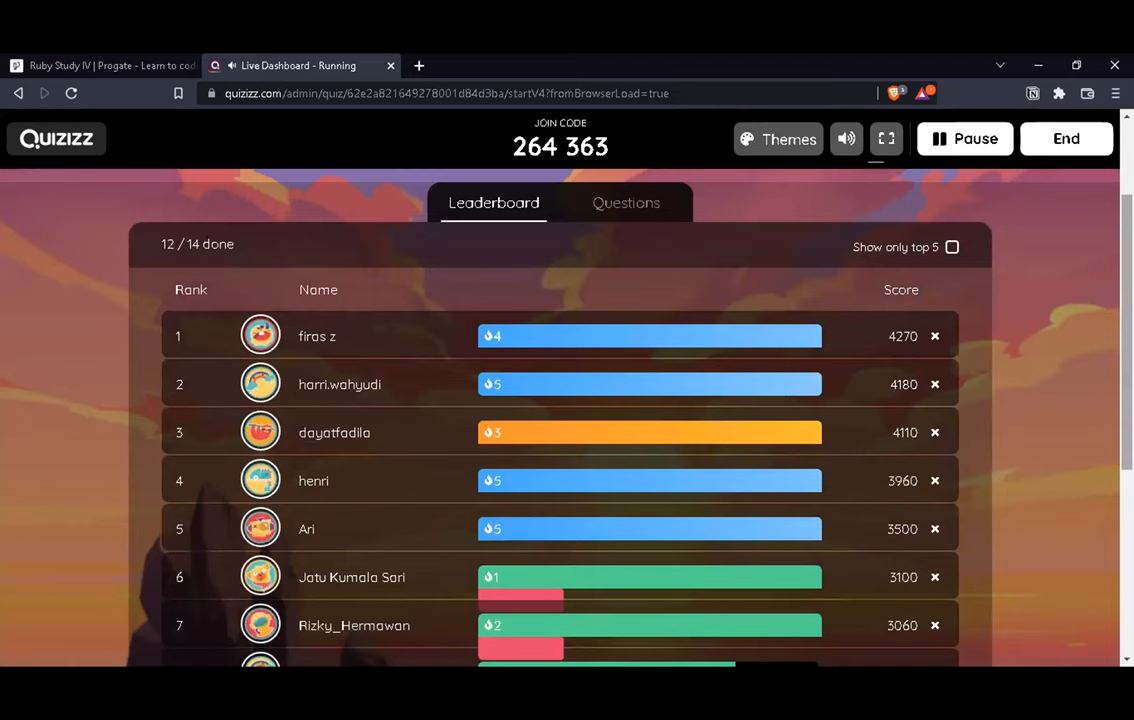 Ruby Study IV | Progate - Learn to cod
Live Dashboard - Running
quizizz.com/admin/quiz/62e2a821649278001d84d3ba/startV4?fromBrowserLoad=true
Quizizz
JOIN CODE
264 363
Themes
Pause
End
Leaderboard
Questions
12 / 14 done
Show only top 5
Rank Name Score
1 firas z 4 4270
2 harri.wahyudi 5 4180
3 dayatfadila 3 4110
4 henri 5 3960
5 Ari 5 3500
6 Jatu Kumala Sari 1 3100
7 Rizky_Hermawan 2 3060